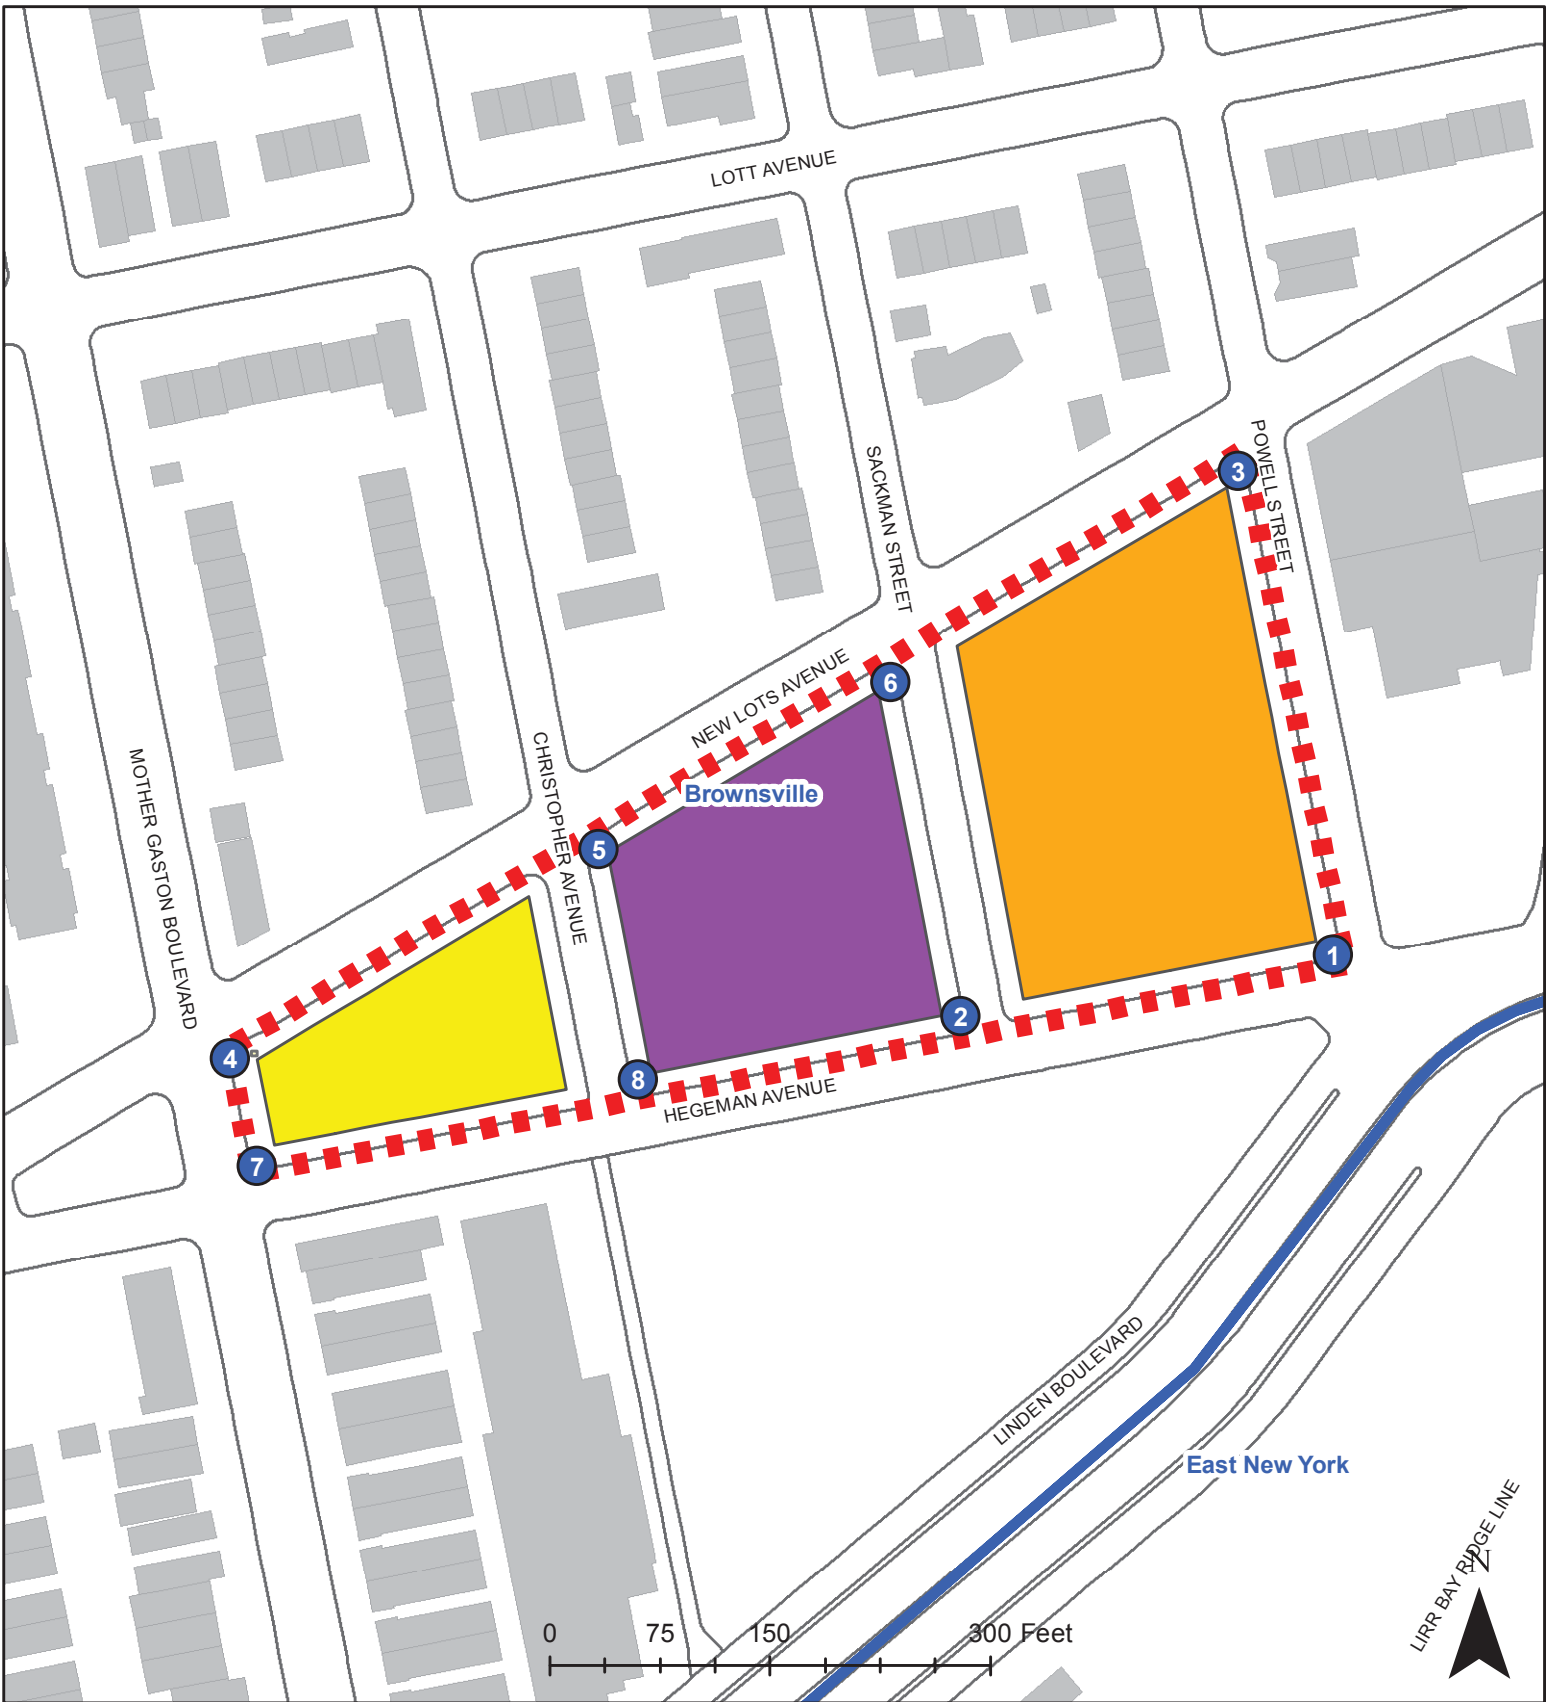 LOTT AVENUE
POWELL STREET
3
SACKMAN STREET
NEW LOTS AVENUE
6
CHRISTOPHER AVENUE
MOTHER GASTON BOULEVARD
Brownsville
5
1
2
4
8
HEGEMAN AVENUE
7
LINDEN BOULEVARD
East New York
LIRR BAY RIDGE LINE
N
0 75 150 300 Feet